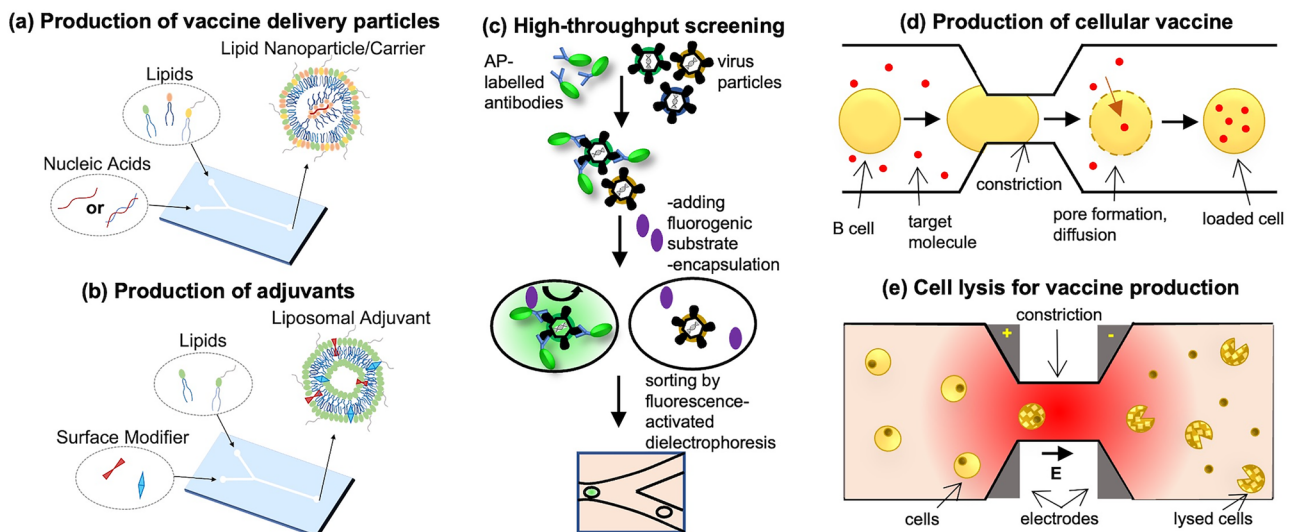 (a) Production of vaccine delivery particles
Lipid Nanoparticle/Carrier
Lipids
Nucleic Acids
or
(b) Production of adjuvants
Liposomal Adjuvant
Lipids
Surface Modifier
(c) High-throughput screening
AP-
labelled
antibodies
virus
particles
-adding
fluorogenic
substrate
-encapsulation
sorting by
fluorescence-
activated
dielectrophoresis
(d) Production of cellular vaccine
constriction
B cell
target
molecule
pore formation,
diffusion
loaded cell
(e) Cell lysis for vaccine production
constriction
+
-
E
cells
electrodes
lysed cells